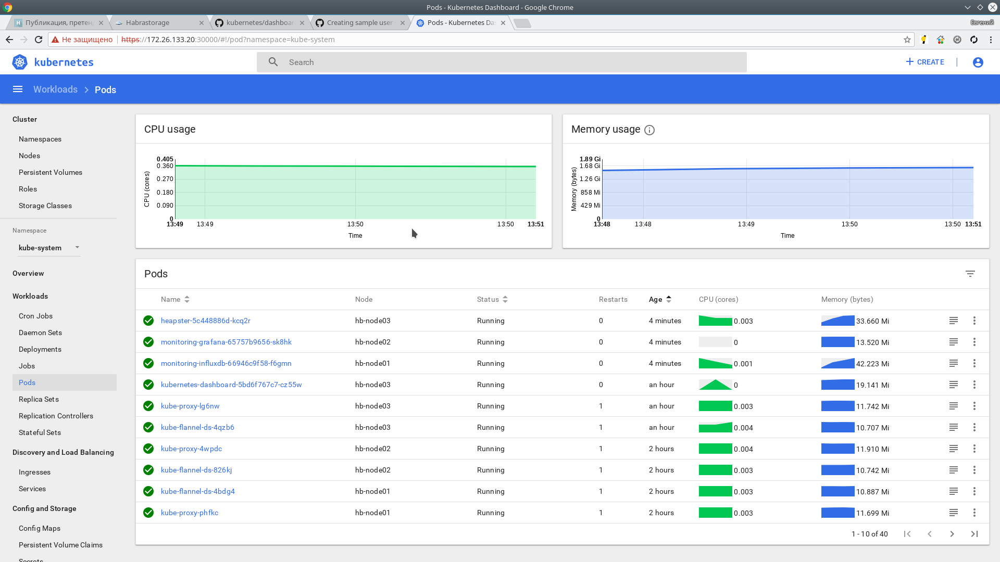 Pods - Kubernetes Dashboard - Google Chrome
Публикация, претенд
Habrastorage
kubernetes/dashboar
Creating sample user
Pods - Kubernetes Das
Евгений
Не защищено https://172.26.133.20:30000/#!/pod?namespace=kube-system
kubernetes
Search
CREATE
Workloads
Pods
Cluster
Namespaces
Nodes
Persistent Volumes
Roles
Storage Classes
Namespace
kube-system
Overview
Workloads
Cron Jobs
Daemon Sets
Deployments
Jobs
Pods
Replica Sets
Replication Controllers
Stateful Sets
Discovery and Load Balancing
Ingresses
Services
Config and Storage
Config Maps
Persistent Volume Claims
Secrets
CPU usage
CPU (cores)
0.405
0.360
0.270
0.180
0.090
0
13:49 13:49 13:50 13:50 13:51
Time
Memory usage
Memory (bytes)
1.89 Gi
1.68 Gi
1.26 Gi
858 Mi
429 Mi
0
13:48 13:48 13:49 13:50 13:50 13:51
Time
Pods
Name Node Status Restarts Age CPU (cores) Memory (bytes)
heapster-5c448886d-kcq2r hb-node03 Running 0 4 minutes 0.003 33.660 Mi
monitoring-grafana-65757b9656-sk8hk hb-node02 Running 0 4 minutes 0 13.520 Mi
monitoring-influxdb-66946c9f58-f6gmn hb-node01 Running 0 4 minutes 0.001 42.223 Mi
kubernetes-dashboard-5bd6f767c7-cz55w hb-node03 Running 0 an hour 0 19.141 Mi
kube-proxy-lg6nw hb-node03 Running 1 an hour 0.003 11.742 Mi
kube-flannel-ds-4qzb6 hb-node03 Running 1 an hour 0.004 10.707 Mi
kube-proxy-4wpdc hb-node02 Running 1 2 hours 0.004 11.910 Mi
kube-flannel-ds-826kj hb-node02 Running 1 2 hours 0.003 10.742 Mi
kube-flannel-ds-4bdg4 hb-node01 Running 1 2 hours 0.003 10.887 Mi
kube-proxy-phfkc hb-node01 Running 1 2 hours 0.003 11.699 Mi
1 - 10 of 40